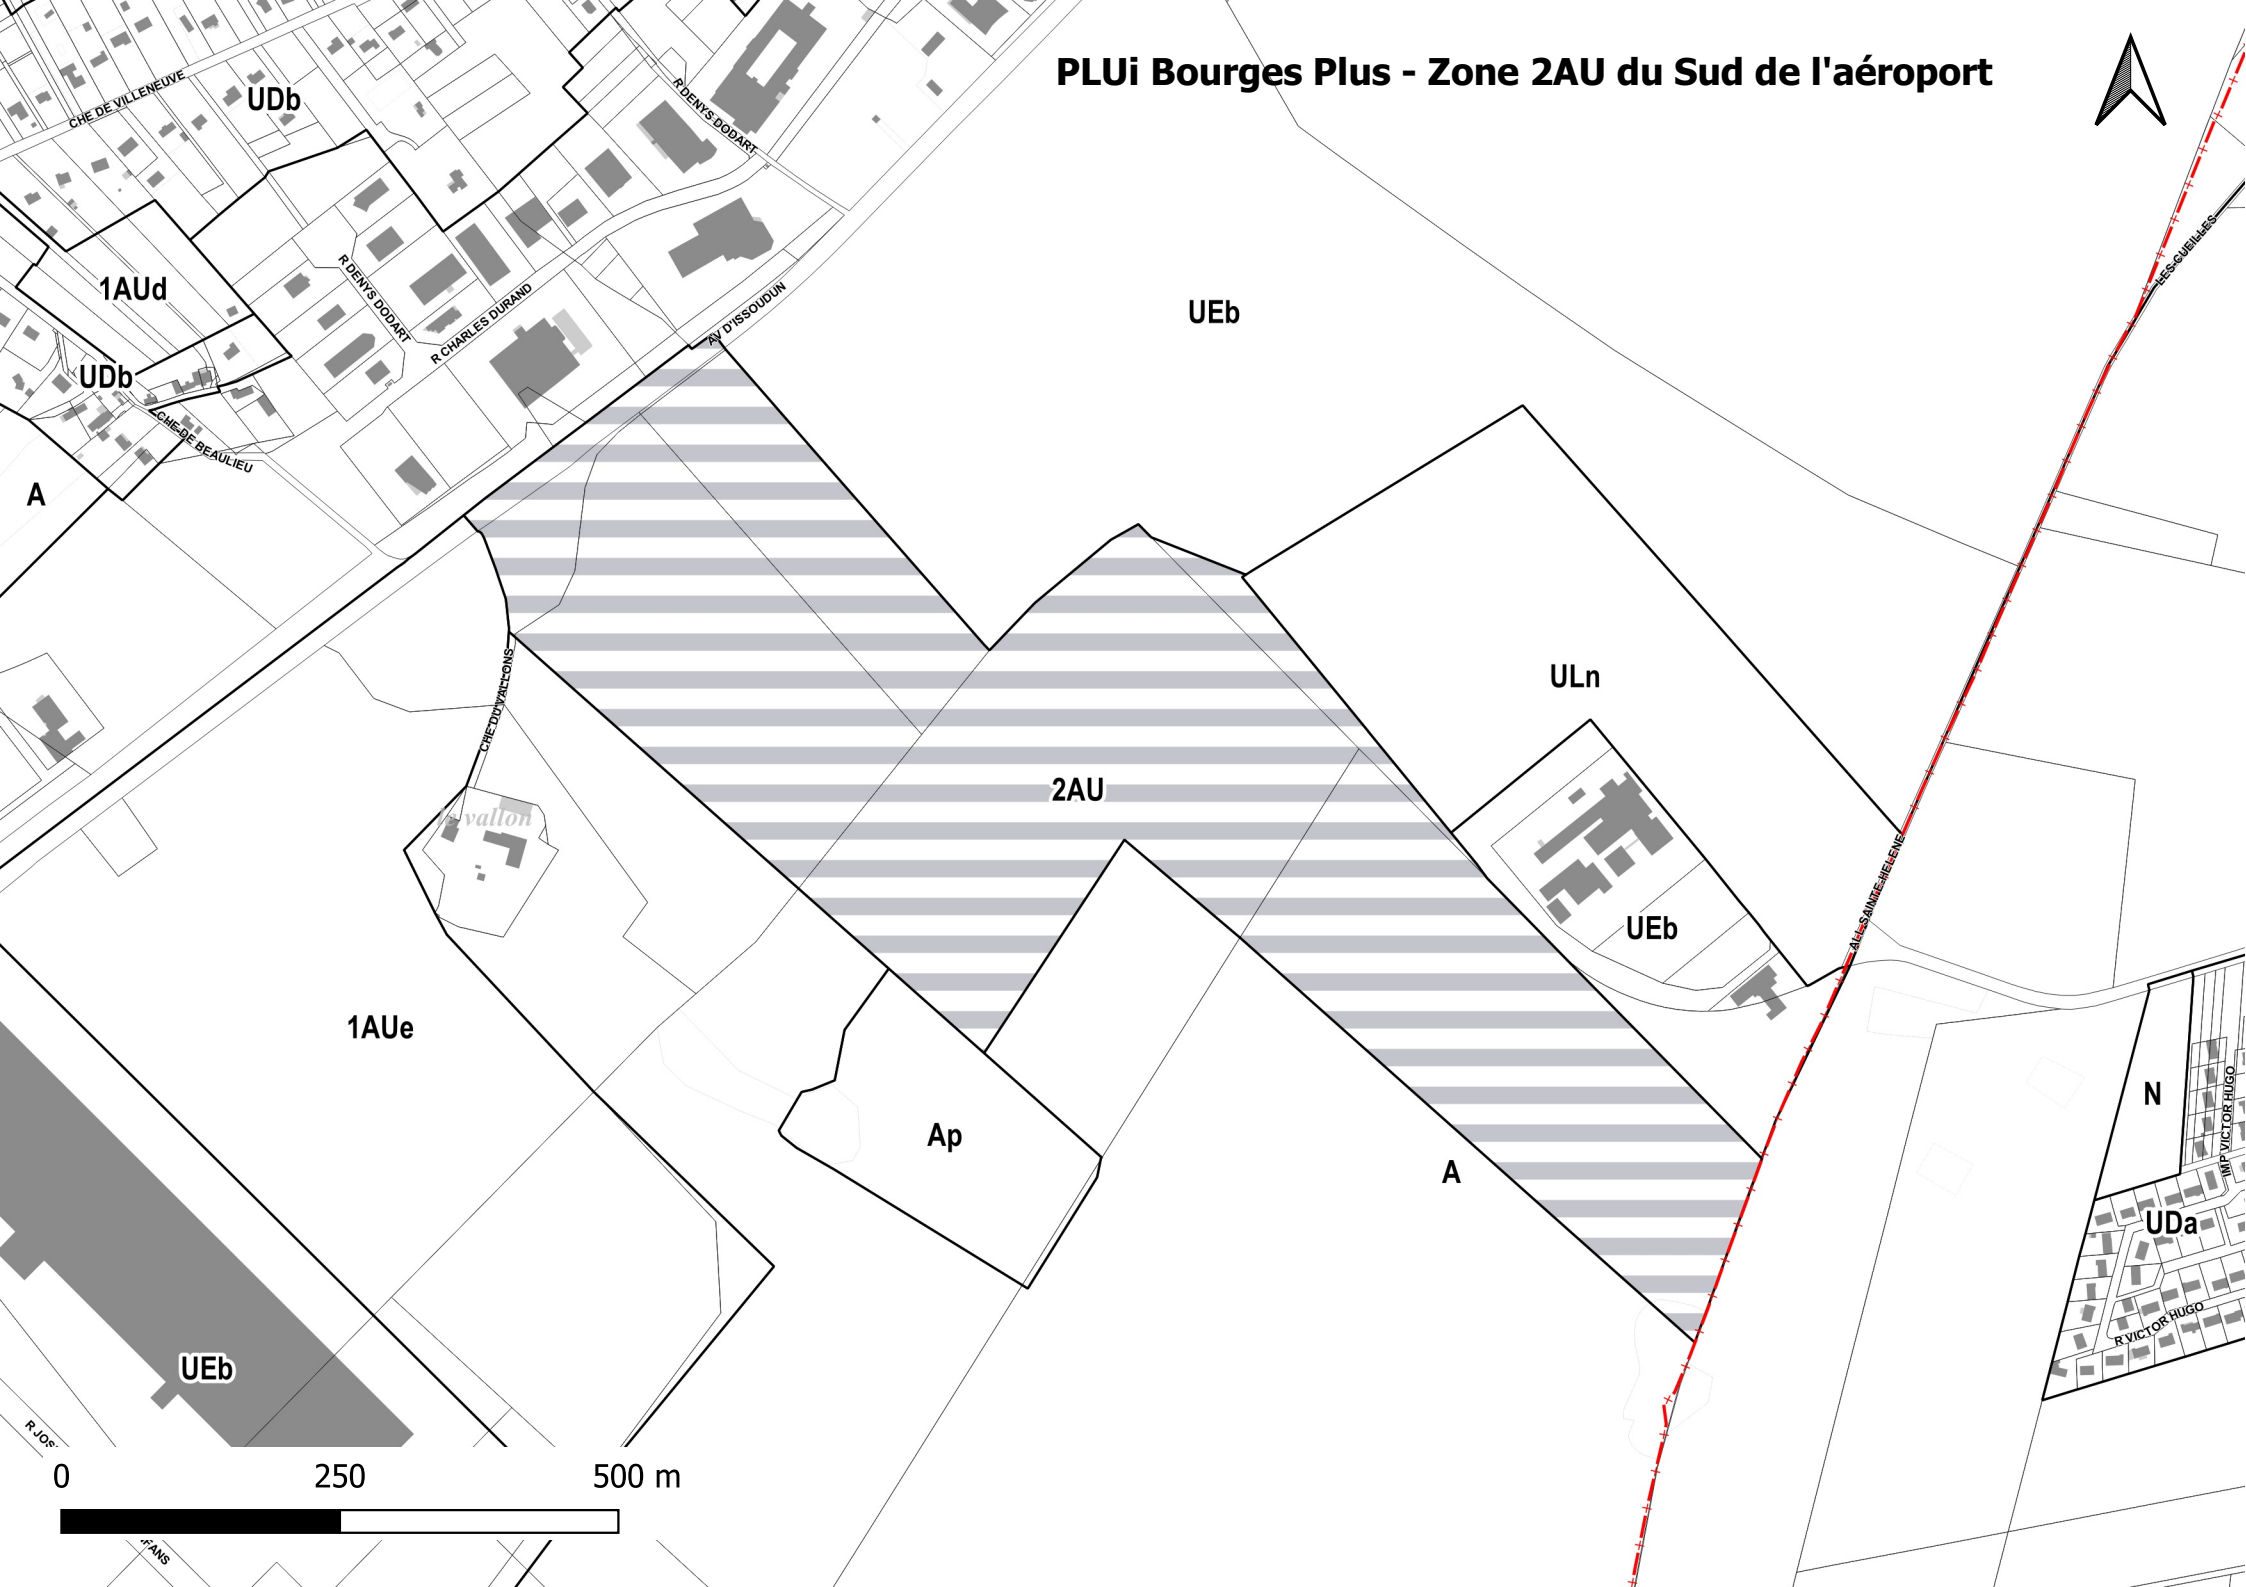 PLUi Bourges Plus - Zone 2AU du Sud de l'aéroport
CHE DE VILLENEUVE
UDb
R DENYS DODART
LES CUEILLES
1AUd
R DENYS DODART
R CHARLES DURAND
AV D'ISSOUDUN
UEb
UDb
CHE DE BEAULIEU
A
CHE DU VALLONS
ULn
2AU
le vallon
UEb
ALL SAINTE-HELENE
1AUe
Ap
A
N
IMP VICTOR HUGO
UDa
R VICTOR HUGO
UEb
R JOS
0 250 500 m
FANS